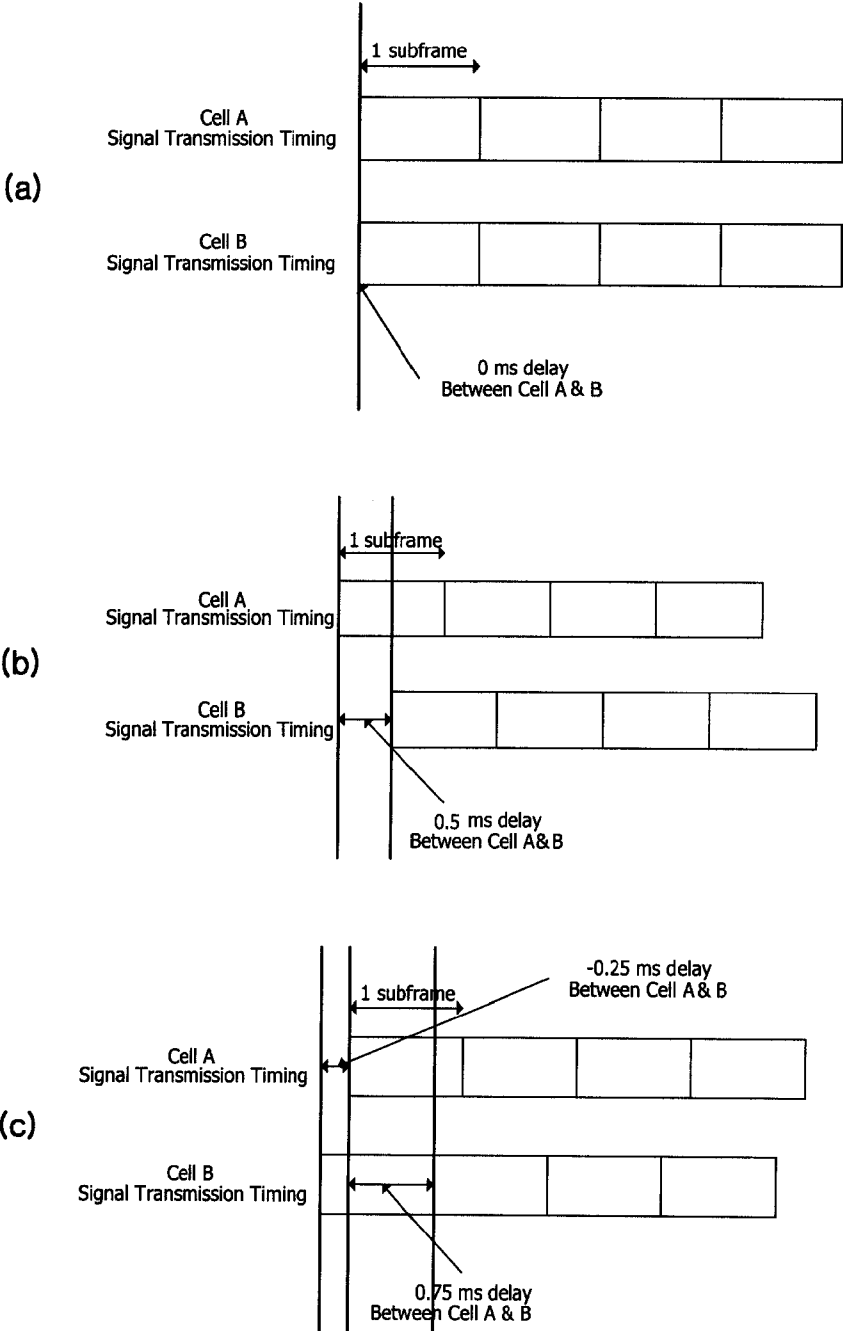 (a)
1 subframe
Cell A
Signal Transmission Timing
Cell B
Signal Transmission Timing
0 ms delay
Between Cell A & B
(b)
1 subframe
Cell A
Signal Transmission Timing
Cell B
Signal Transmission Timing
0.5 ms delay
Between Cell A&B
(c)
-0.25 ms delay
Between Cell A & B
1 subframe
Cell A
Signal Transmission Timing
Cell B
Signal Transmission Timing
0.75 ms delay
Between Cell A & B